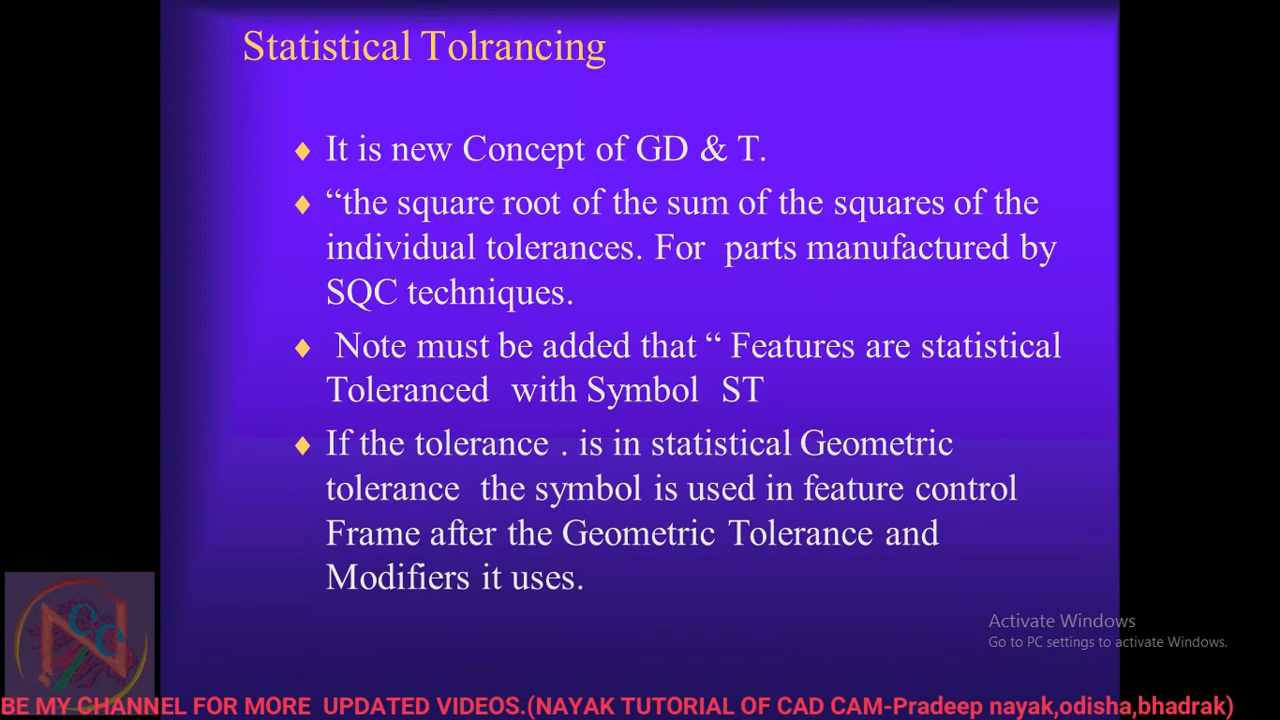 Statistical Tolrancing
♦ It is new Concept of GD & T.
♦ “the square root of the sum of the squares of the
individual tolerances. For parts manufactured by
SQC techniques.
♦ Note must be added that “ Features are statistical
Toleranced with Symbol ST
♦ If the tolerance . is in statistical Geometric
tolerance the symbol is used in feature control
Frame after the Geometric Tolerance and
Modifiers it uses.
Activate Windows
Go to PC settings to activate Windows.
N C C
BE MY CHANNEL FOR MORE UPDATED VIDEOS.(NAYAK TUTORIAL OF CAD CAM-Pradeep nayak,odisha,bhadrak)